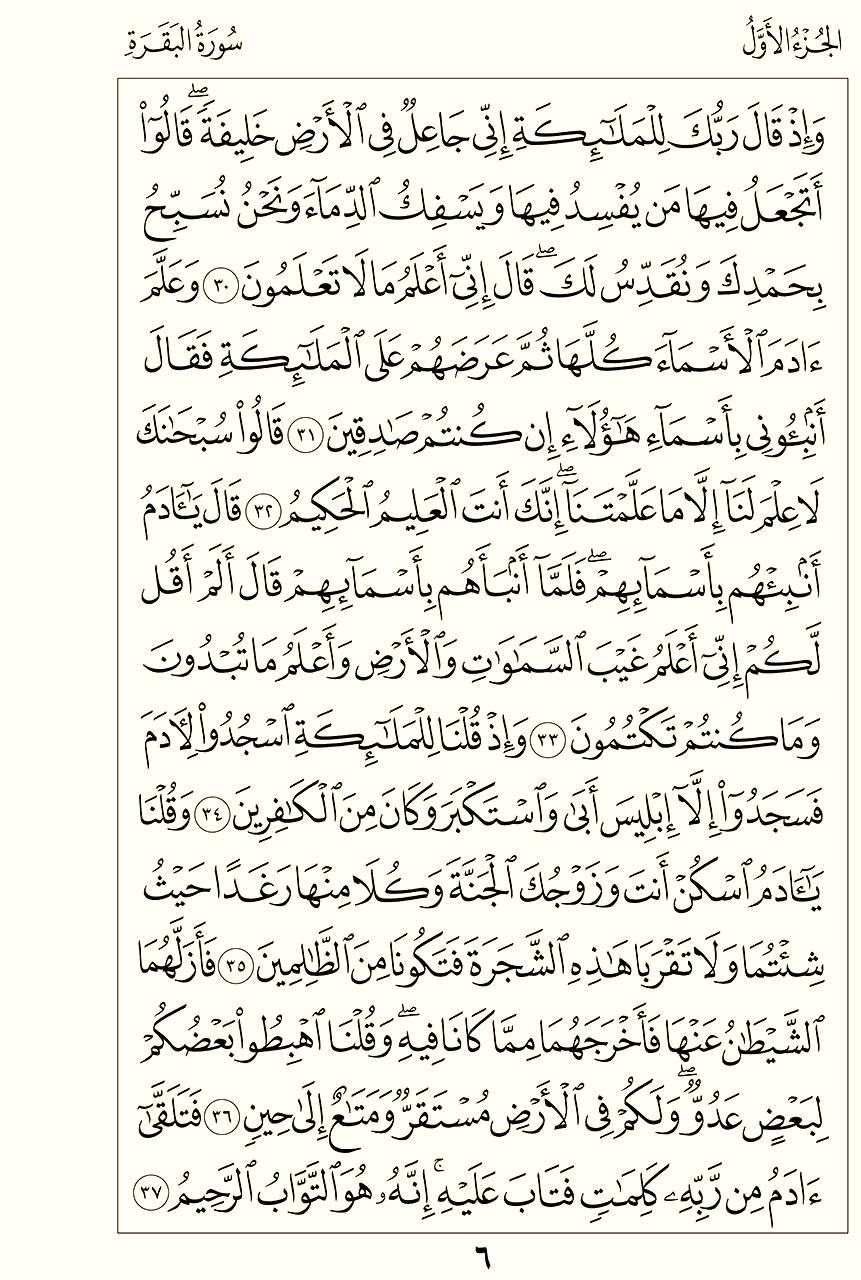 الجُزْءُ الأَوَّلُ
سُورَةُ البَقَرَةِ
وَإِذْ قَالَ رَبُّكَ لِلْمَلَٰٓئِكَةِ إِنِّى جَاعِلٌ فِى ٱلْأَرْضِ خَلِيفَةً ۖ قَالُوٓا۟
أَتَجْعَلُ فِيهَا مَن يُفْسِدُ فِيهَا وَيَسْفِكُ ٱلدِّمَآءَ وَنَحْنُ نُسَبِّحُ
بِحَمْدِكَ وَنُقَدِّسُ لَكَ ۖ قَالَ إِنِّىٓ أَعْلَمُ مَا لَا تَعْلَمُونَ ٣٠ وَعَلَّمَ
ءَادَمَ ٱلْأَسْمَآءَ كُلَّهَا ثُمَّ عَرَضَهُمْ عَلَى ٱلْمَلَٰٓئِكَةِ فَقَالَ
أَنۢبِـُٔونِى بِأَسْمَآءِ هَٰٓؤُلَآءِ إِن كُنتُمْ صَٰدِقِينَ ٣١ قَالُوا۟ سُبْحَٰنَكَ
لَا عِلْمَ لَنَآ إِلَّا مَا عَلَّمْتَنَآ ۖ إِنَّكَ أَنتَ ٱلْعَلِيمُ ٱلْحَكِيمُ ٣٢ قَالَ يَٰٓـَٔادَمُ
أَنۢبِئْهُم بِأَسْمَآئِهِمْ ۖ فَلَمَّآ أَنۢبَأَهُم بِأَسْمَآئِهِمْ قَالَ أَلَمْ أَقُل
لَّكُمْ إِنِّىٓ أَعْلَمُ غَيْبَ ٱلسَّمَٰوَٰتِ وَٱلْأَرْضِ وَأَعْلَمُ مَا تُبْدُونَ
وَمَا كُنتُمْ تَكْتُمُونَ ٣٣ وَإِذْ قُلْنَا لِلْمَلَٰٓئِكَةِ ٱسْجُدُوا۟ لِـَٔادَمَ
فَسَجَدُوٓا۟ إِلَّآ إِبْلِيسَ أَبَىٰ وَٱسْتَكْبَرَ وَكَانَ مِنَ ٱلْكَٰفِرِينَ ٣٤ وَقُلْنَا
يَٰٓـَٔادَمُ ٱسْكُنْ أَنتَ وَزَوْجُكَ ٱلْجَنَّةَ وَكُلَا مِنْهَا رَغَدًا حَيْثُ
شِئْتُمَا وَلَا تَقْرَبَا هَٰذِهِ ٱلشَّجَرَةَ فَتَكُونَا مِنَ ٱلظَّٰلِمِينَ ٣٥ فَأَزَلَّهُمَا
ٱلشَّيْطَٰنُ عَنْهَا فَأَخْرَجَهُمَا مِمَّا كَانَا فِيهِ ۖ وَقُلْنَا ٱهْبِطُوا۟ بَعْضُكُمْ
لِبَعْضٍ عَدُوٌّ ۖ وَلَكُمْ فِى ٱلْأَرْضِ مُسْتَقَرٌّ وَمَتَٰعٌ إِلَىٰ حِينٍ ٣٦ فَتَلَقَّىٰٓ
ءَادَمُ مِن رَّبِّهِۦ كَلِمَٰتٍ فَتَابَ عَلَيْهِ ۚ إِنَّهُۥ هُوَ ٱلتَّوَّابُ ٱلرَّحِيمُ ٣٧
٦